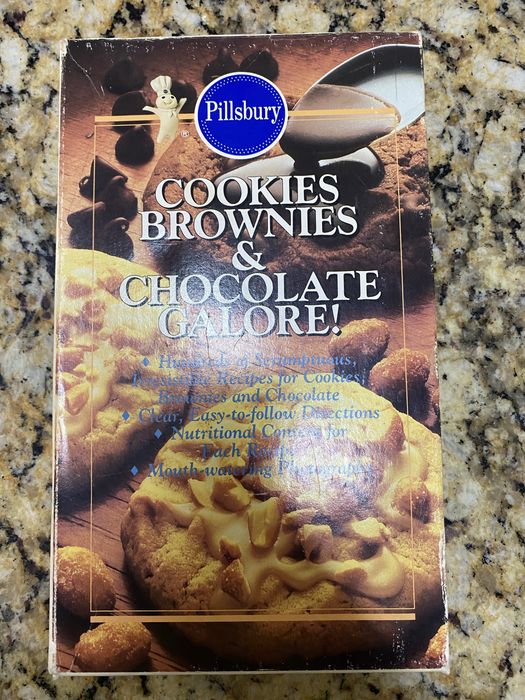 Pillsbury
®
COOKIES
BROWNIES
&
CHOCOLATE
GALORE!
♦ Hundreds of Scrumptious,
Irresistible Recipes for Cookies,
Brownies and Chocolate
♦ Clear, Easy-to-follow Directions
♦ Nutritional Content for
Each Recipe
♦ Mouth-watering Photography